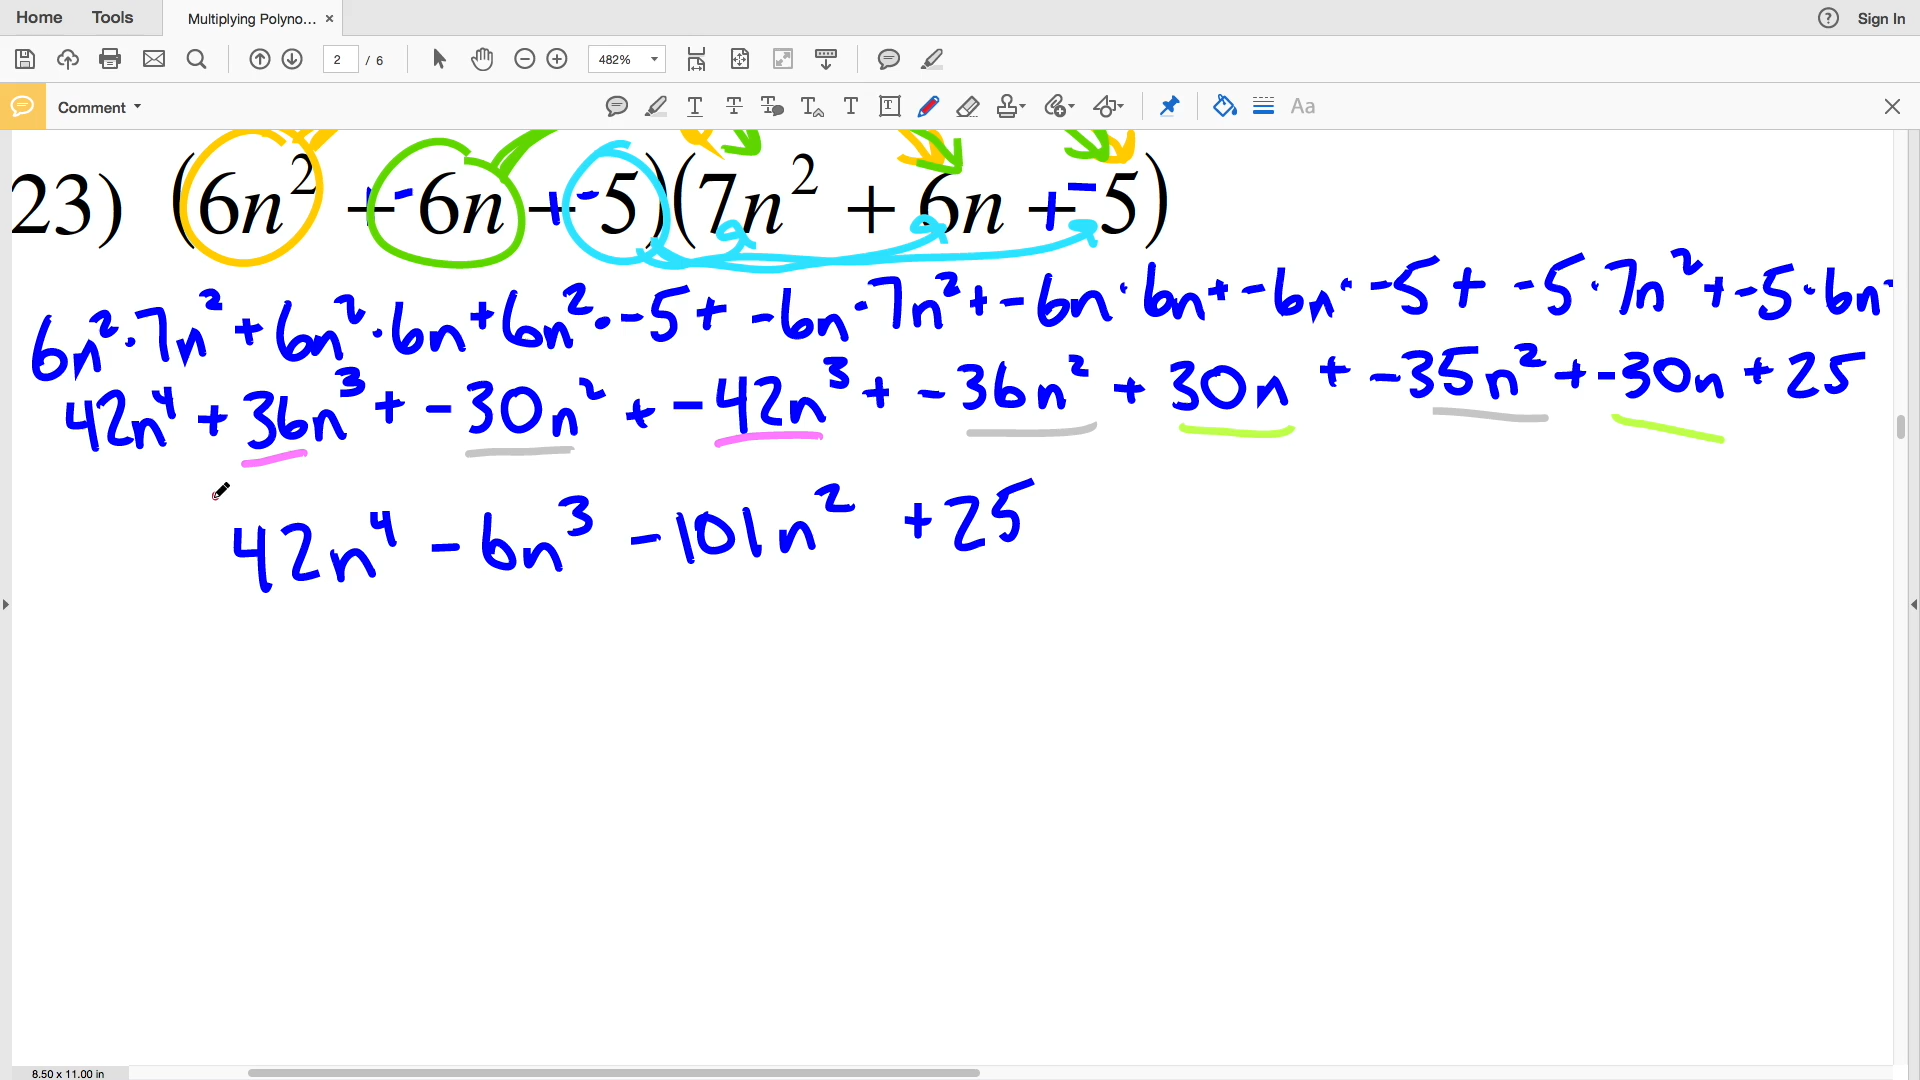 Home Tools Multiplying Polyno... × ? Sign In
2 / 6 482%
Comment T T T T T T Aa
23) (6n² +-6n +-5)(7n² + 6n +-5)
6n²·7n² + 6n²·6n + 6n²·-5 + -6n·7n² + -6n·6n + -6n·-5 + -5·7n² + -5·6n
42n⁴ + 36n³ + -30n² + -42n³ + -36n² + 30n + -35n² + -30n + 25
42n⁴ - 6n³ - 101n² + 25
8.50 x 11.00 in